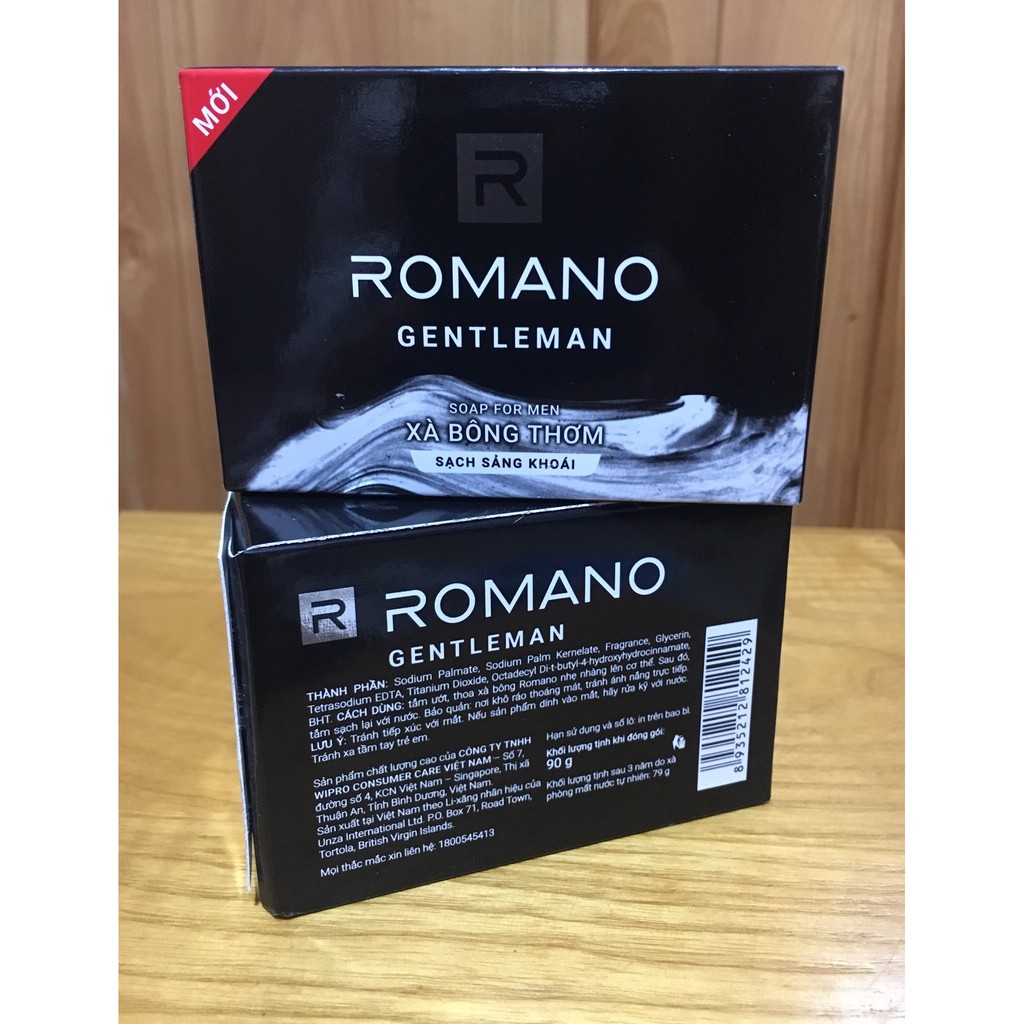 MỚI
R
ROMANO
GENTLEMAN
SOAP FOR MEN
XÀ BÔNG THƠM
SẠCH SẢNG KHOÁI
R ROMANO
GENTLEMAN
THÀNH PHẦN: Sodium Palmate, Sodium Palm Kernelate, Fragrance, Glycerin,
Tetrasodium EDTA, Titanium Dioxide, Octadecyl Di-t-butyl-4-hydroxyhydrocinnamate,
BHT. CÁCH DÙNG: tắm ướt, thoa xà bông Romano nhẹ nhàng lên cơ thể. Sau đó,
tắm sạch lại với nước. Bảo quản: nơi khô ráo thoáng mát, tránh ánh nắng trực tiếp.
LƯU Ý: Tránh tiếp xúc với mắt. Nếu sản phẩm dính vào mắt, hãy rửa kỹ với nước.
Tránh xa tầm tay trẻ em.
Sản phẩm chất lượng cao của CÔNG TY TNHH
WIPRO CONSUMER CARE VIỆT NAM – Số 7,
đường số 4, KCN Việt Nam – Singapore, Thị xã
Thuận An, Tỉnh Bình Dương, Việt Nam.
Sản xuất tại Việt Nam theo Li-xăng nhãn hiệu của
Unza International Ltd. P.O. Box 71, Road Town,
Tortola, British Virgin Islands.
Mọi thắc mắc xin liên hệ: 1800545413
Hạn sử dụng và số lô: in trên bao bì.
Khối lượng tịnh khi đóng gói:
90 g
Khối lượng tịnh sau 3 năm do xà
phòng mất nước tự nhiên: 79 g
8 935212 812429